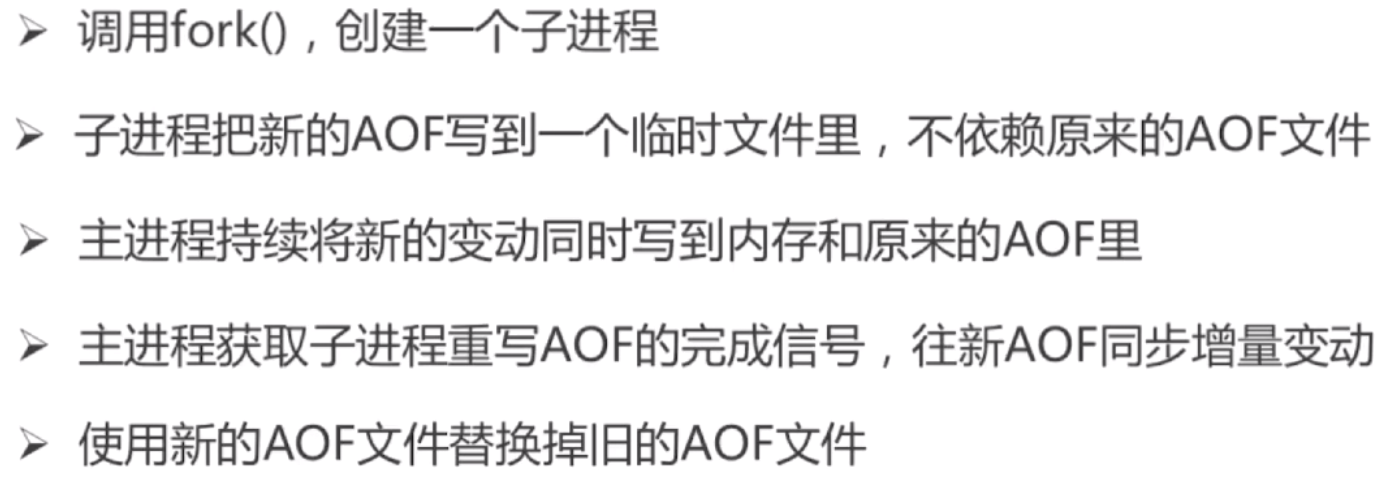 ➢ 调用fork()，创建一个子进程
➢ 子进程把新的AOF写到一个临时文件里，不依赖原来的AOF文件
➢ 主进程持续将新的变动同时写到内存和原来的AOF里
➢ 主进程获取子进程重写AOF的完成信号，往新AOF同步增量变动
➢ 使用新的AOF文件替换掉旧的AOF文件